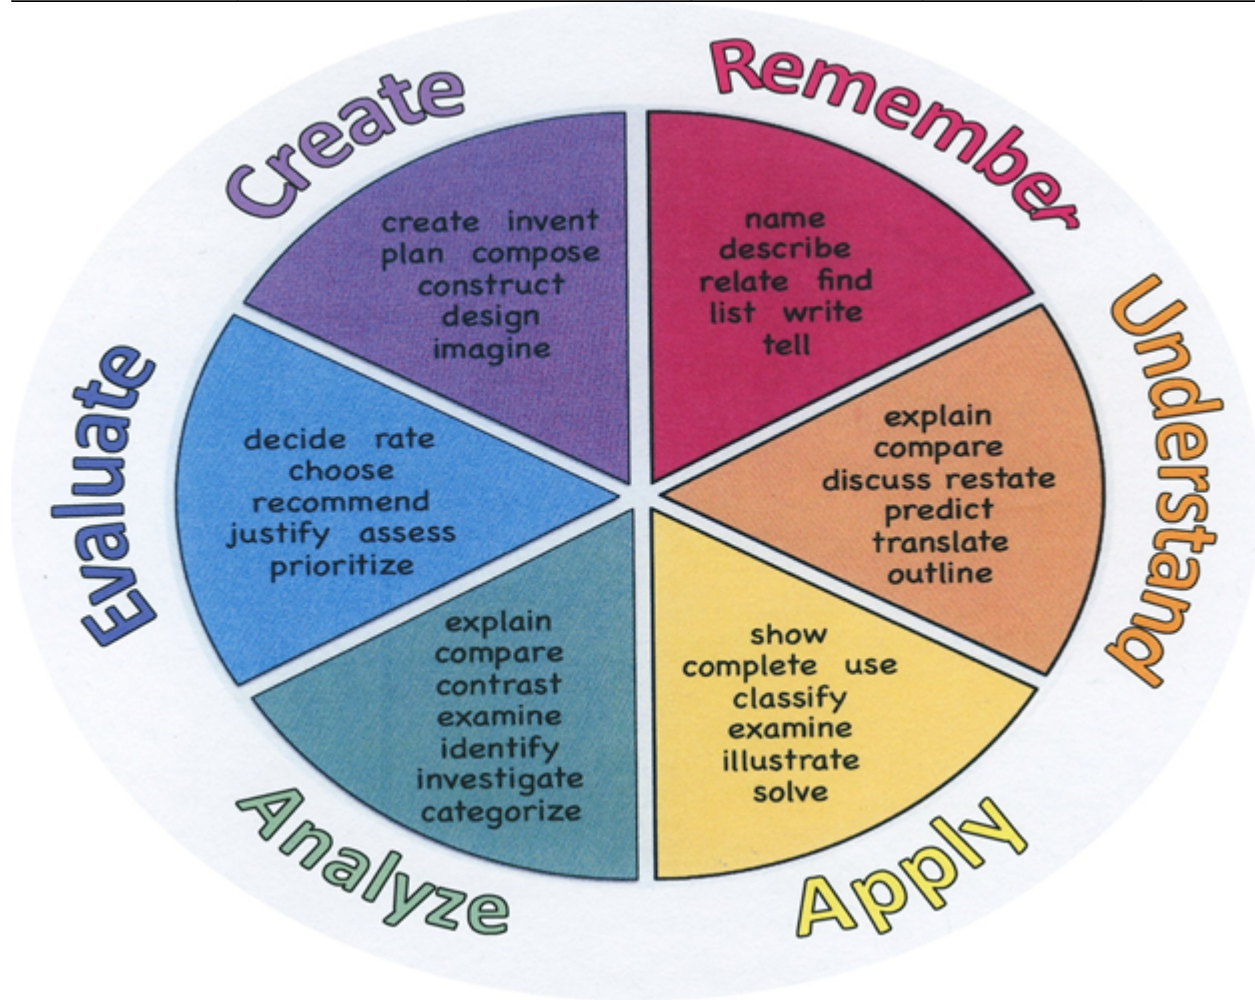 Remember
name
describe
relate find
list write
tell
Understand
explain
compare
discuss restate
predict
translate
outline
Apply
show
complete use
classify
examine
illustrate
solve
Analyze
explain
compare
contrast
examine
identify
investigate
categorize
Evaluate
decide rate
choose
recommend
justify assess
prioritize
Create
create invent
plan compose
construct
design
imagine